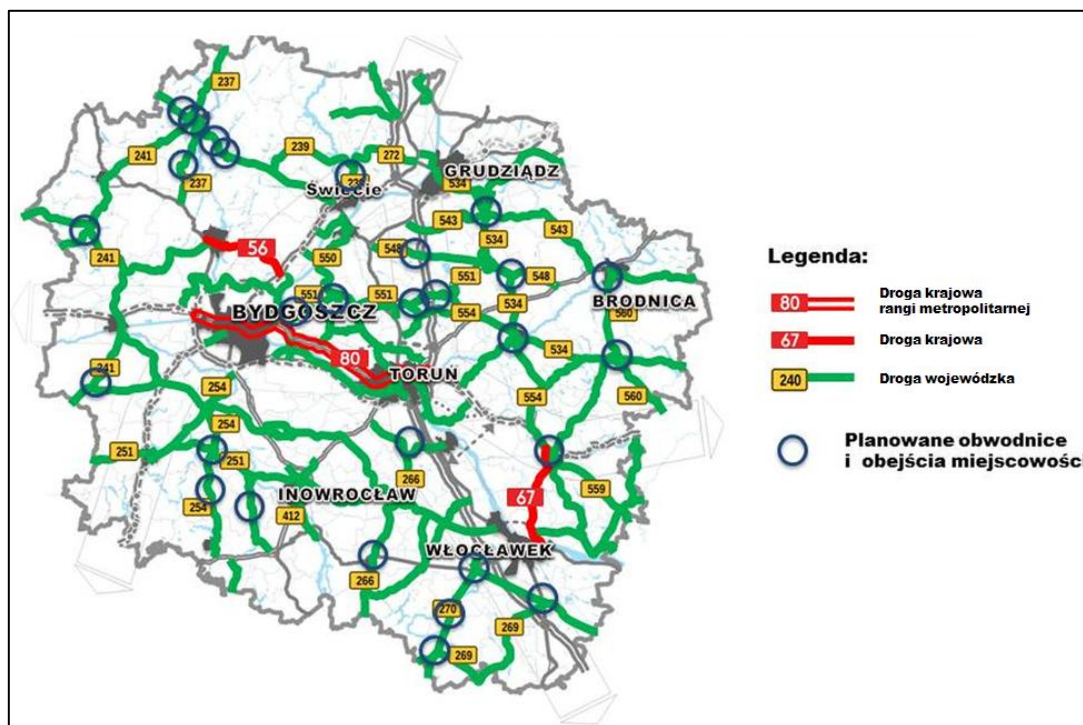 237
241
239
272
GRUDZIĄDZ
534
237
Świecie
543
543
241
56
550
548
534
551
548
551
551
534
BYDGOSZCZ
554
BRODNICA
560
80
534
241
TORUŃ
254
554
560
254
251
251
266
559
254
INOWROCŁAW
412
67
WŁOCŁAWEK
266
270
269
269
Legenda:
80
Droga krajowa
rangi metropolitarnej
67
Droga krajowa
240
Droga wojewódzka
Planowane obwodnice
i obejścia miejscowości